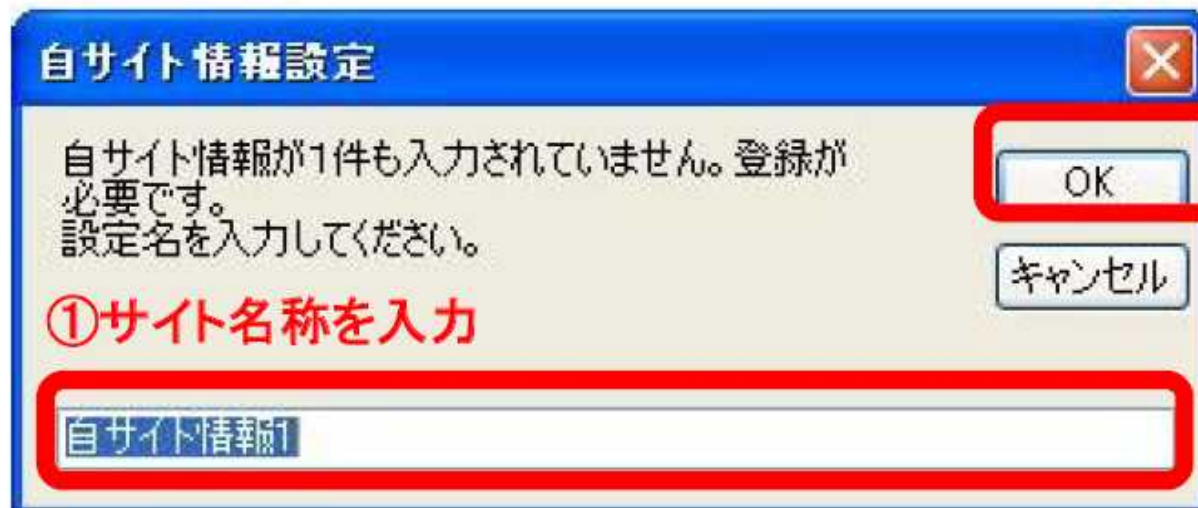 自サイト情報設定
自サイト情報が1件も入力されていません。登録が
必要です。
設定名を入力してください。
OK
キャンセル
①サイト名称を入力
自サイト情報1